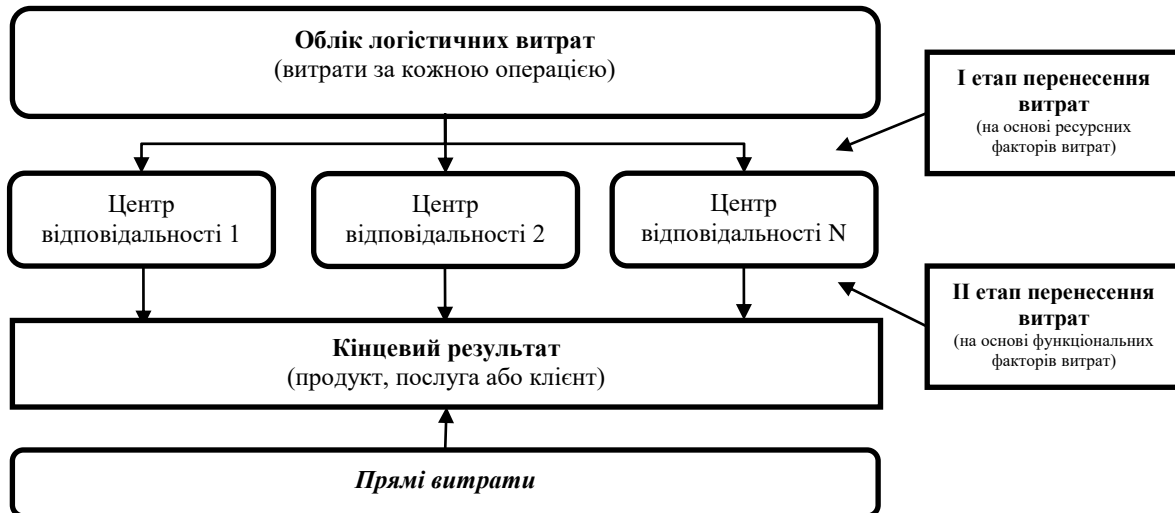 Облік логістичних витрат
(витрати за кожною операцією)
І етап перенесення
витрат
(на основі ресурсних
факторів витрат)
Центр
відповідальності 1
Центр
відповідальності 2
Центр
відповідальності N
ІІ етап перенесення
витрат
(на основі функціональних
факторів витрат)
Кінцевий результат
(продукт, послуга або клієнт)
Прямі витрати